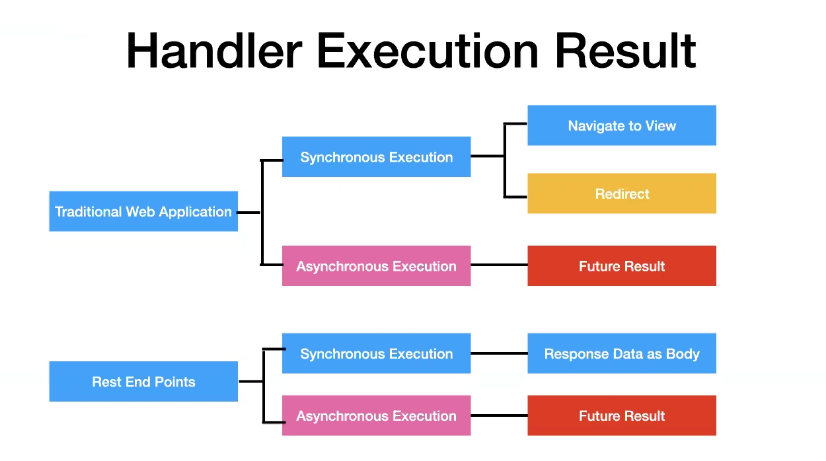 Handler Execution Result
Navigate to View
Synchronous Execution
Redirect
Traditional Web Application
Asynchronous Execution
Future Result
Synchronous Execution
Response Data as Body
Rest End Points
Asynchronous Execution
Future Result